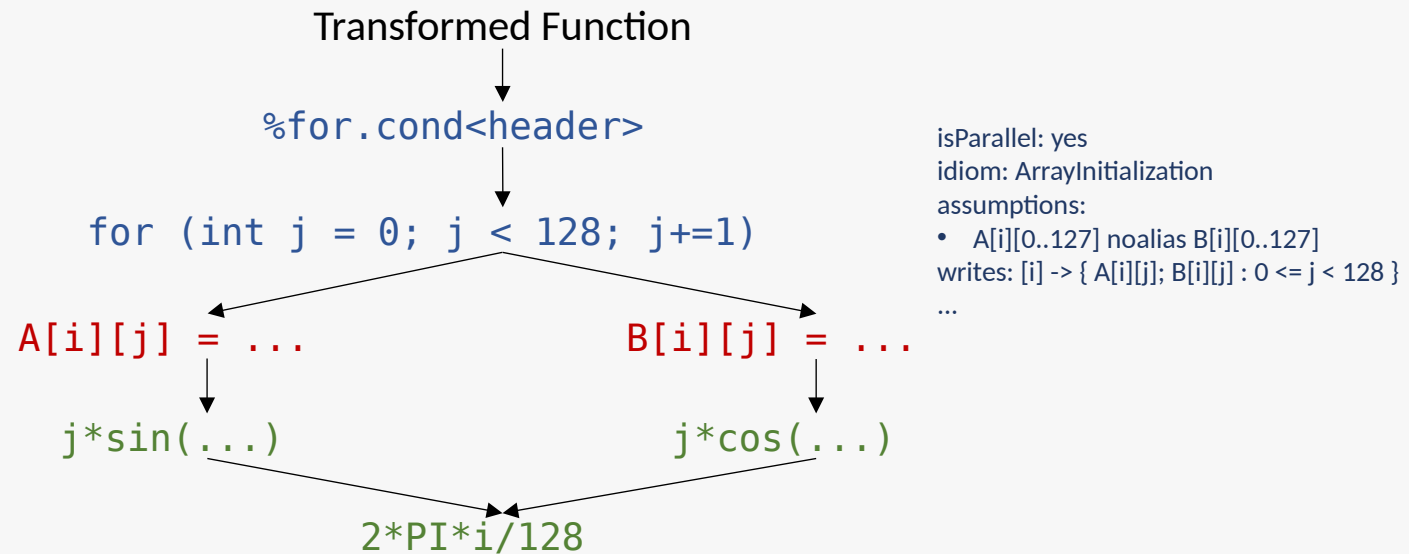 Transformed Function
%for.cond<header>
for (int j = 0; j < 128; j+=1)
A[i][j] = ...
B[i][j] = ...
j*sin(...)
j*cos(...)
2*PI*i/128
isParallel: yes
idiom: ArrayInitialization
assumptions:
• A[i][0..127] noalias B[i][0..127]
writes: [i] -> { A[i][j]; B[i][j] : 0 <= j < 128 }
...